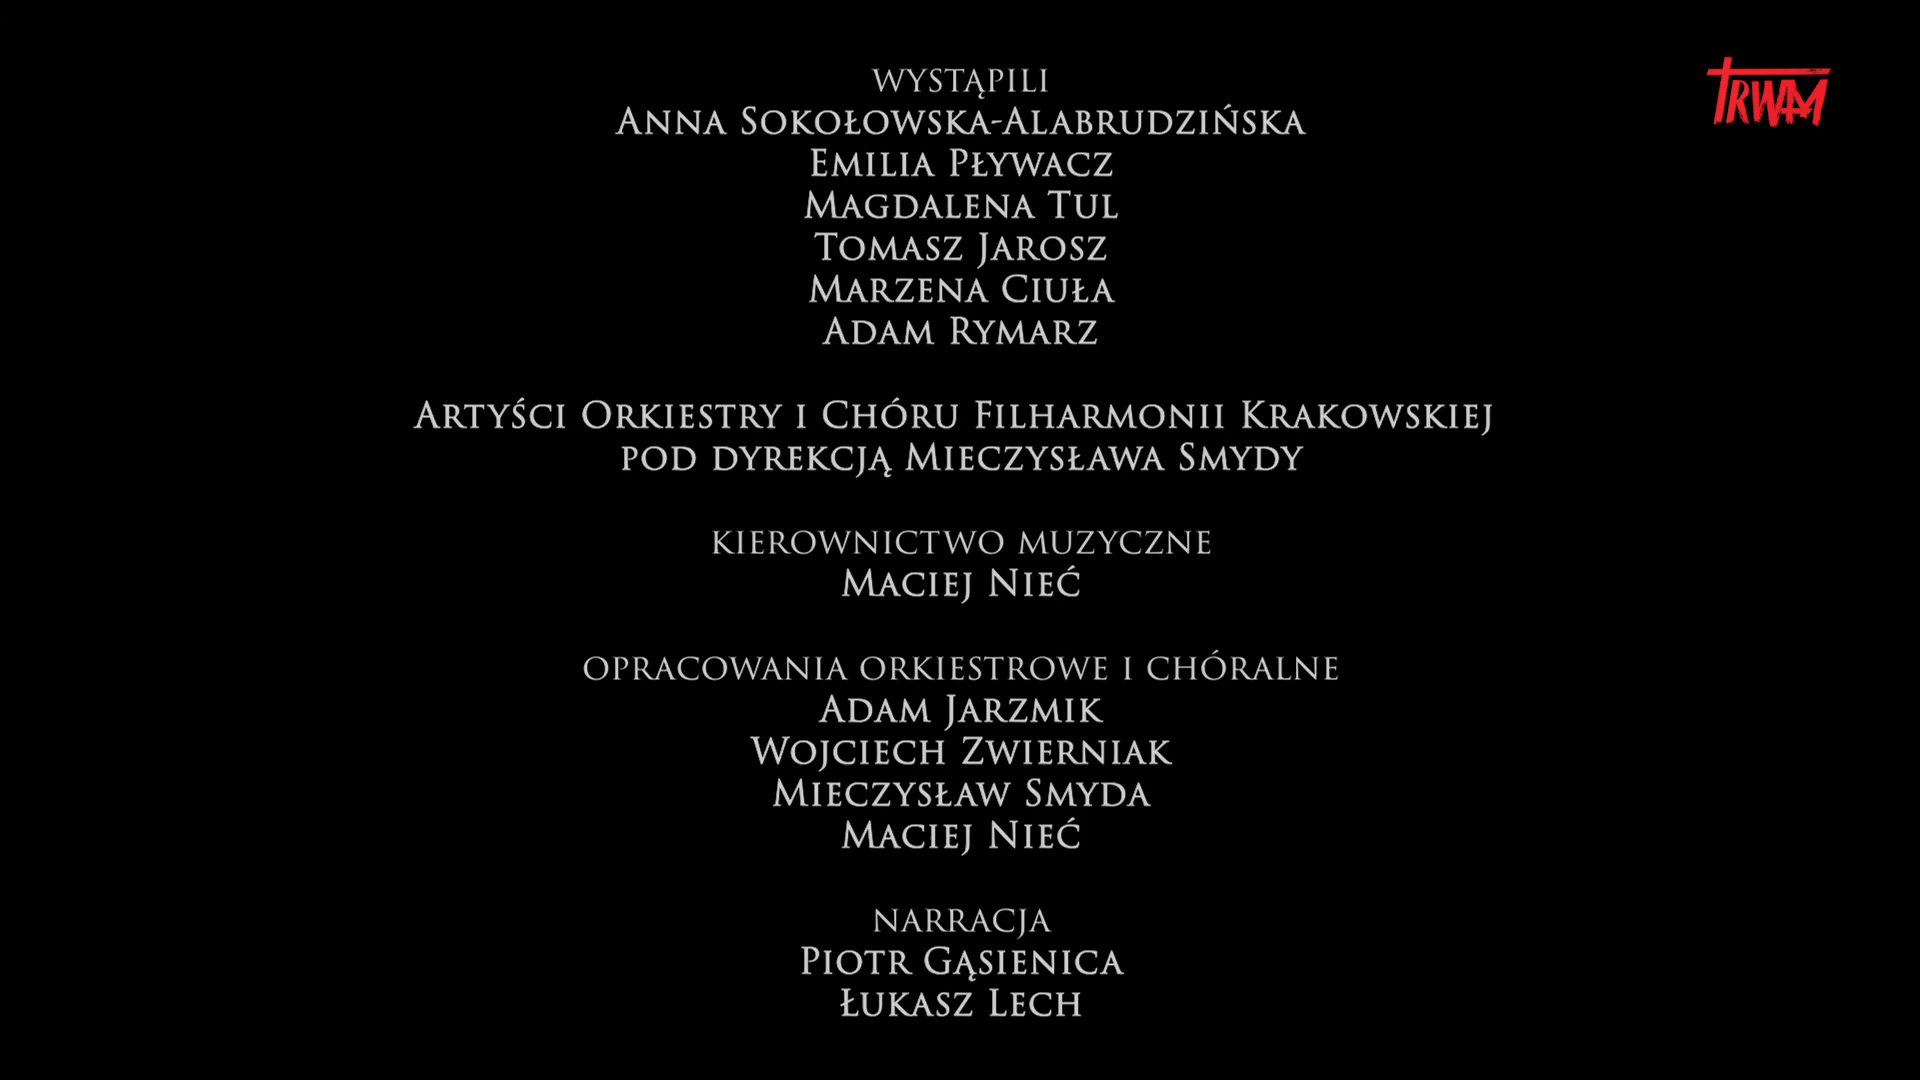 WYSTĄPILI
TRWAM
ANNA SOKOŁOWSKA-ALABRUDZIŃSKA
EMILIA PŁYWACZ
MAGDALENA TUL
TOMASZ JAROSZ
MARZENA CIUŁA
ADAM RYMARZ
ARTYŚCI ORKIESTRY I CHÓRU FILHARMONII KRAKOWSKIEJ
POD DYREKCJĄ MIECZYSŁAWA SMYDY
KIEROWNICTWO MUZYCZNE
MACIEJ NIEĆ
OPRACOWANIA ORKIESTROWE I CHÓRALNE
ADAM JARZMIK
WOJCIECH ZWIERNIAK
MIECZYSŁAW SMYDA
MACIEJ NIEĆ
NARRACJA
PIOTR GĄSIENICA
ŁUKASZ LECH